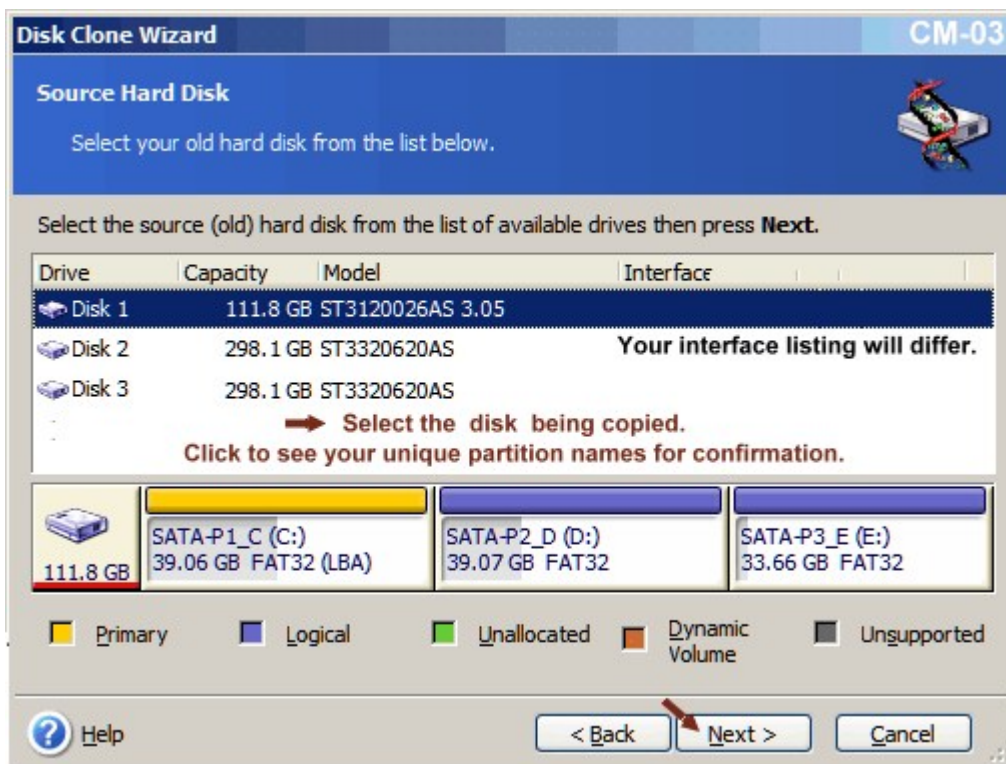 Disk Clone Wizard CM-03
Source Hard Disk
Select your old hard disk from the list below.
Select the source (old) hard disk from the list of available drives then press Next.
Drive Capacity Model Interface
Disk 1 111.8 GB ST3120026AS 3.05
Disk 2 298.1 GB ST3320620AS Your interface listing will differ.
Disk 3 298.1 GB ST3320620AS
Select the disk being copied.
Click to see your unique partition names for confirmation.
SATA-P1_C (C:) SATA-P2_D (D:) SATA-P3_E (E:)
111.8 GB 39.06 GB FAT32 (LBA) 39.07 GB FAT32 33.66 GB FAT32
Primary Logical Unallocated Dynamic Volume Unsupported
? Help < Back Next > Cancel